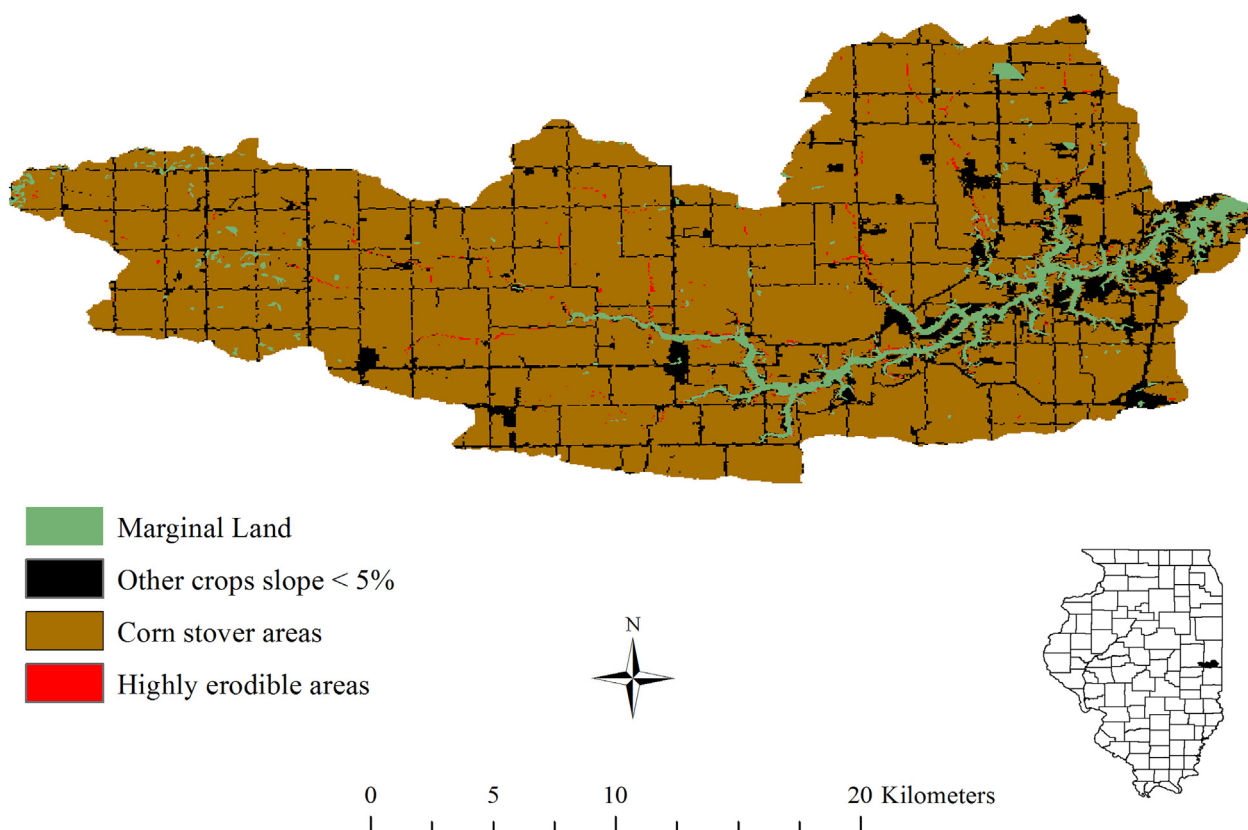 Marginal Land
Other crops slope < 5%
Corn stover areas
Highly erodible areas
N
0 5 10 20 Kilometers